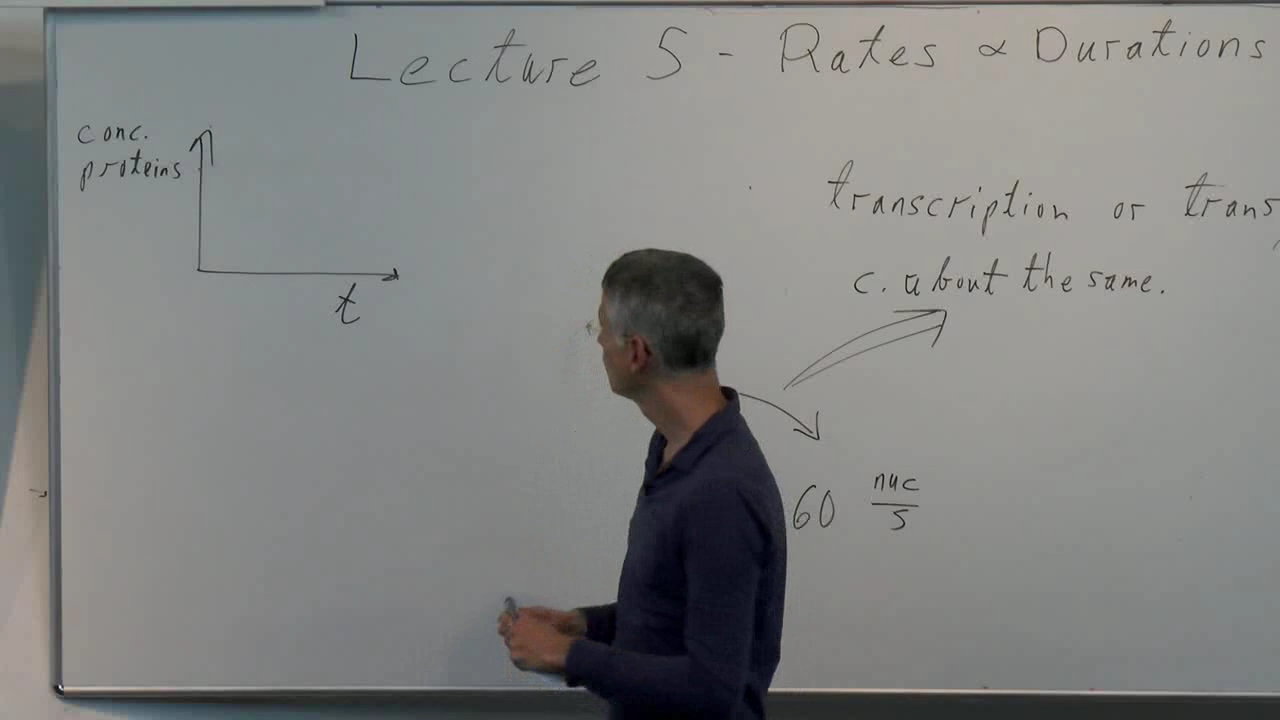 Lecture 5 - Rates & Durations
conc.
proteins
t
transcription or trans
c. about the same.
60 nuc/s